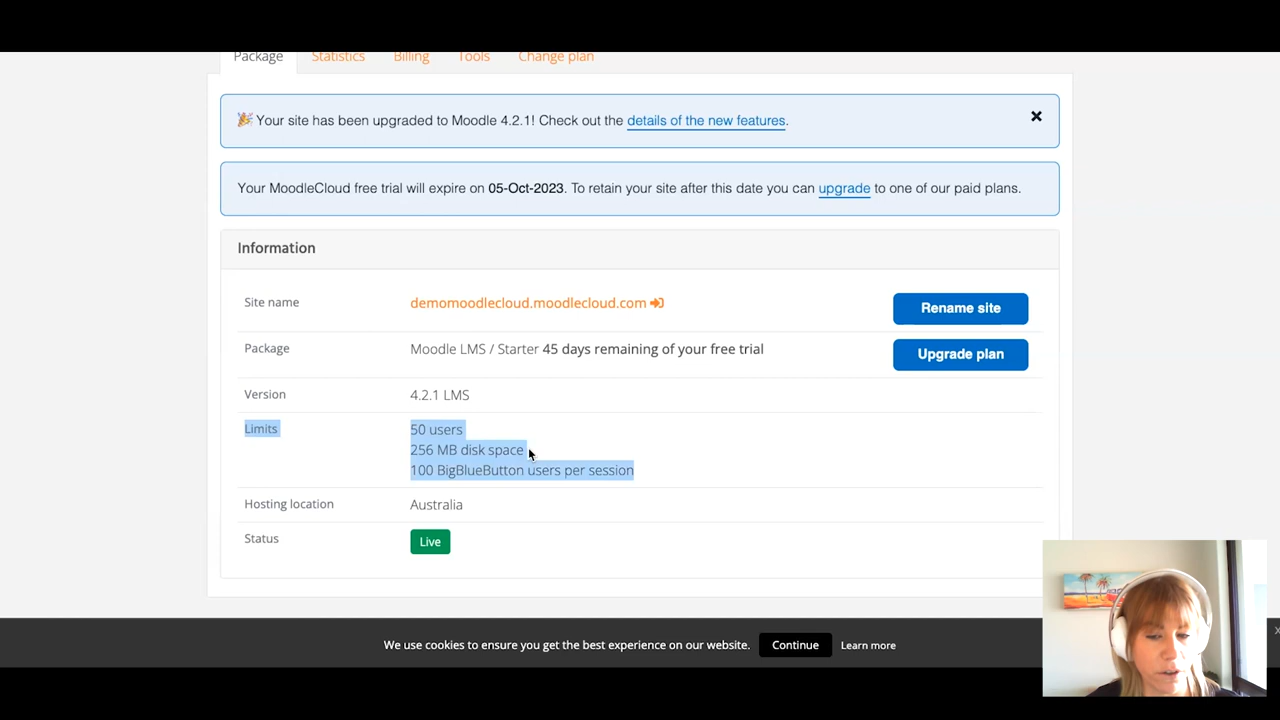 Package Statistics Billing Tools Change plan
🎉 Your site has been upgraded to Moodle 4.2.1! Check out the details of the new features.
Your MoodleCloud free trial will expire on 05-Oct-2023. To retain your site after this date you can upgrade to one of our paid plans.
Information
Site name demomoodlecloud.moodlecloud.com Rename site
Package Moodle LMS / Starter 45 days remaining of your free trial Upgrade plan
Version 4.2.1 LMS
Limits 50 users
256 MB disk space
100 BigBlueButton users per session
Hosting location Australia
Status Live
We use cookies to ensure you get the best experience on our website. Continue Learn more